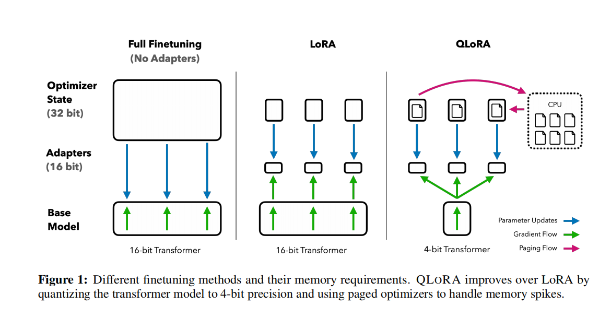 Full Finetuning
(No Adapters)
LoRA
QLoRA
Optimizer
State
(32 bit)
CPU
Adapters
(16 bit)
Base
Model
Parameter Updates
Gradient Flow
Paging Flow
16-bit Transformer
16-bit Transformer
4-bit Transformer
Figure 1: Different finetuning methods and their memory requirements. QLORA improves over LoRA by
quantizing the transformer model to 4-bit precision and using paged optimizers to handle memory spikes.